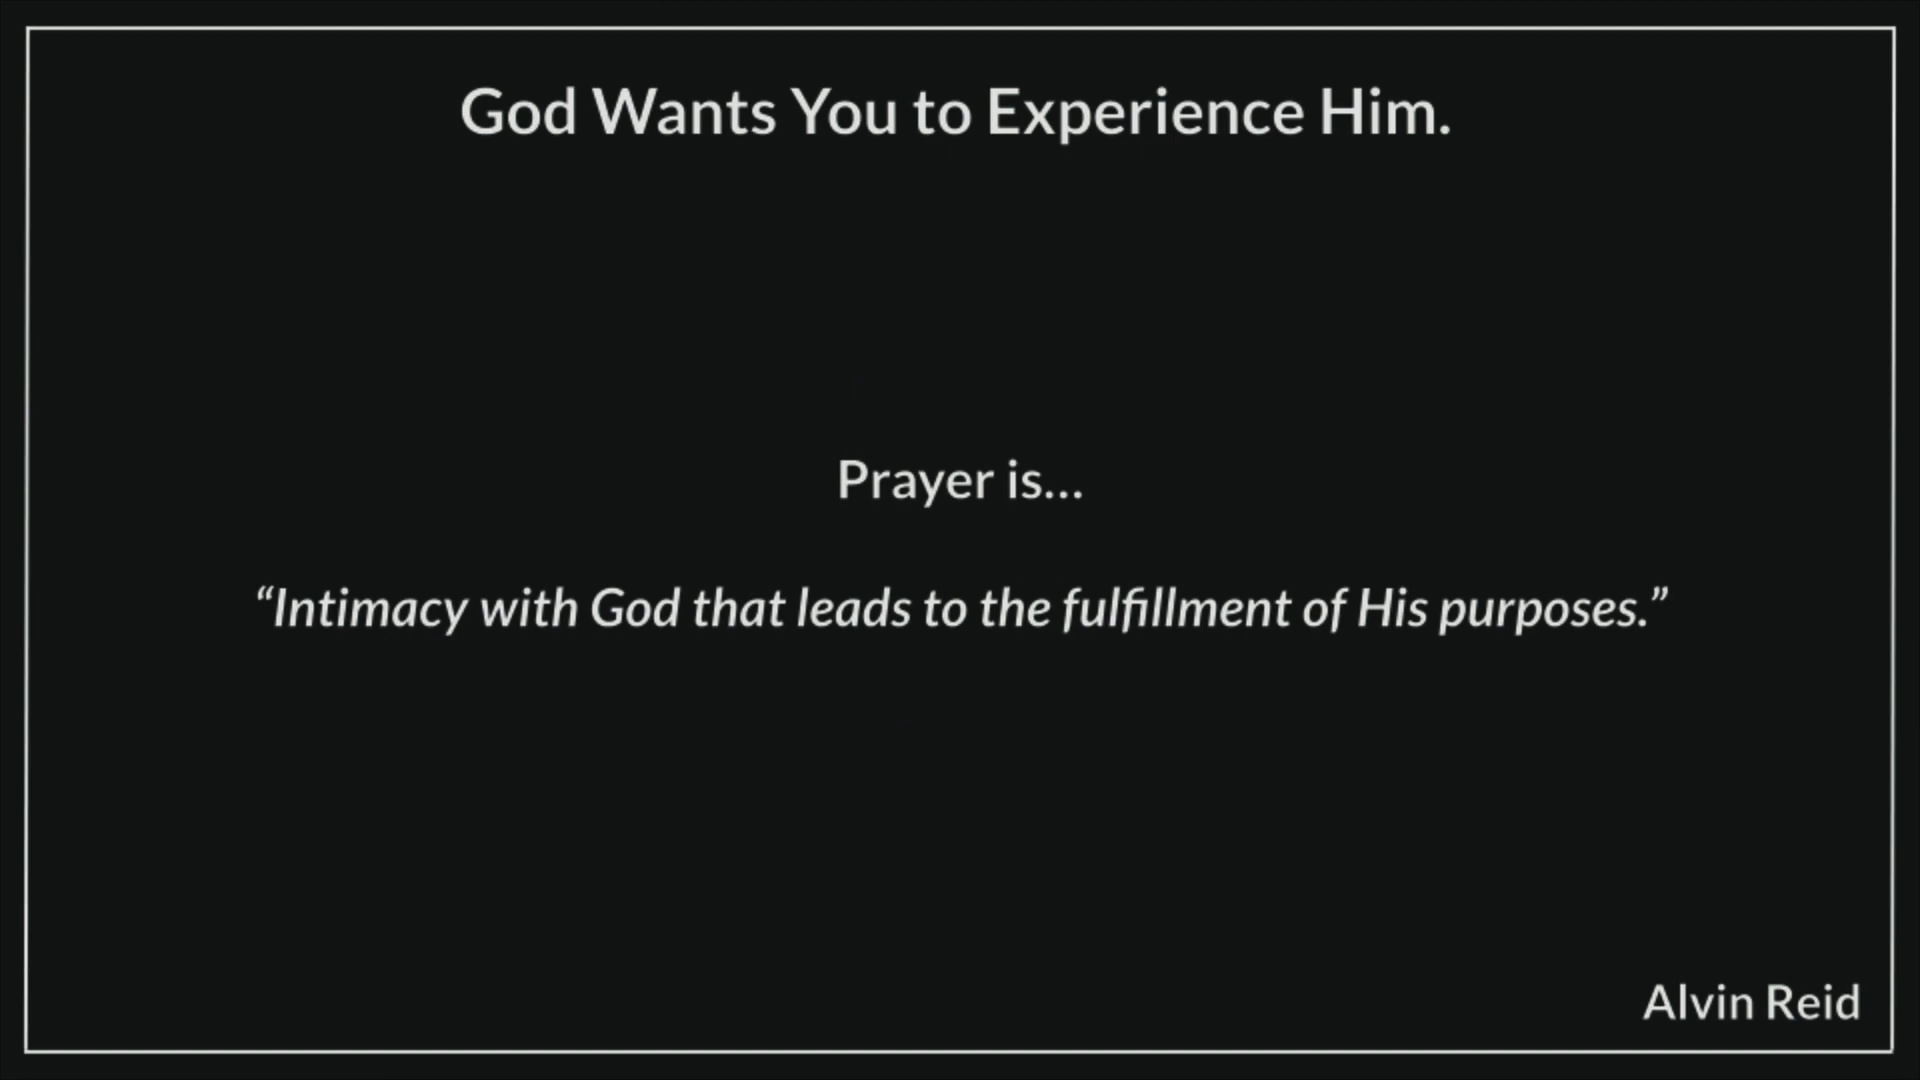 God Wants You to Experience Him.
Prayer is...
“Intimacy with God that leads to the fulfillment of His purposes.”
Alvin Reid